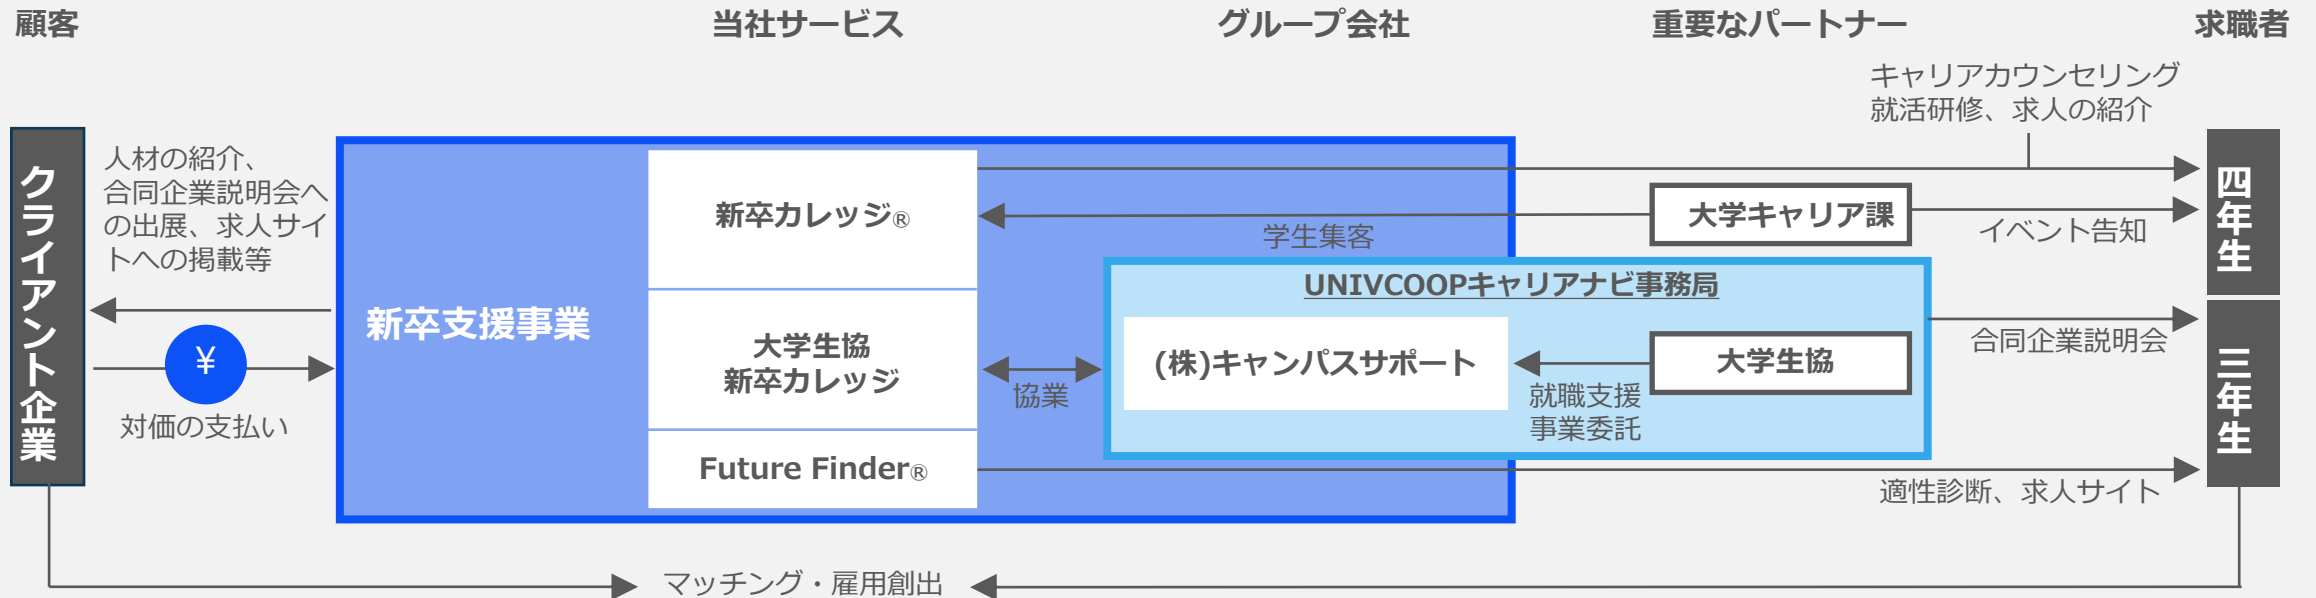 顧客
当社サービス
グループ会社
重要なパートナー
求職者
キャリアカウンセリング
就活研修、求人の紹介
クライアント企業
人材の紹介、
合同企業説明会へ
の出展、求人サイ
トへの掲載等
¥
対価の支払い
新卒支援事業
新卒カレッジ®
大学生協
新卒カレッジ
Future Finder®
学生集客
大学キャリア課
イベント告知
UNIVCOOPキャリアナビ事務局
(株)キャンパスサポート
大学生協
協業
就職支援
事業委託
合同企業説明会
適性診断、求人サイト
四年生
三年生
マッチング・雇用創出